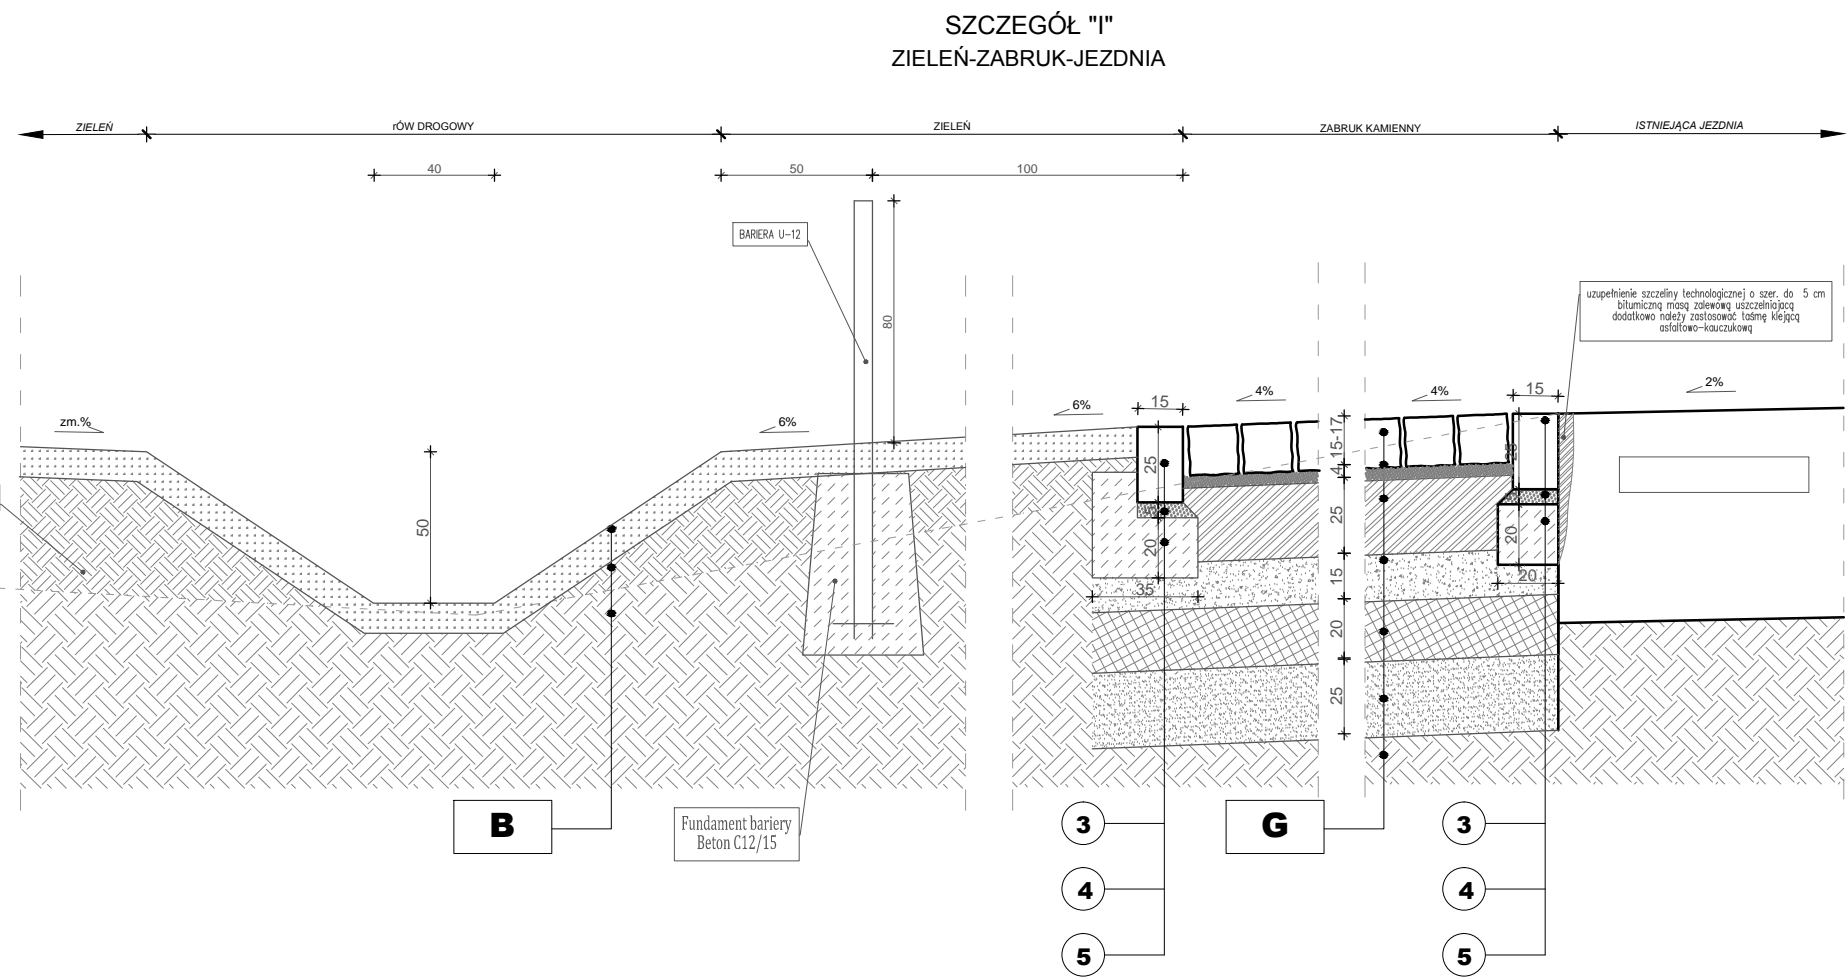 SZCZEGÓŁ "I"
ZIELEŃ-ZABRUK-JEZDNIA
ZIELEŃ
rÓW DROGOWY
ZIELEŃ
ZABRUK KAMIENNY
ISTNIEJĄCA JEZDNIA
40
50
100
BARIERA U-12
80
uzupełnienie szczeliny technologicznej o szer. do 5 cm
bitumiczną masą zalewową uszczelniającą
dodatkowo należy zastosować taśmę klejącą
asfaltowo-kauczukową
zm.%
6%
6%
15
4%
4%
15
2%
50
25
5
20
35
15-17
4
25
15
20
25
25
20
20
B
Fundament bariery
Beton C12/15
3
4
5
G
3
4
5